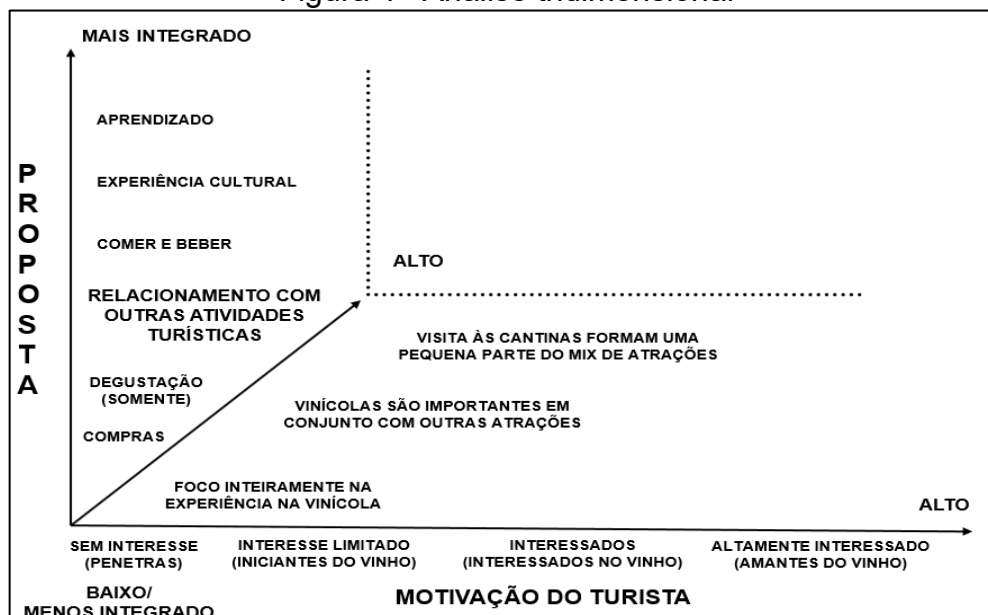 MAIS INTEGRADO
APRENDIZADO
EXPERIÊNCIA CULTURAL
COMER E BEBER
ALTO
RELACIONAMENTO COM
OUTRAS ATIVIDADES
TURÍSTICAS
PROPOSTA
VISITA ÀS CANTINAS FORMAM UMA
PEQUENA PARTE DO MIX DE ATRAÇÕES
DEGUSTAÇÃO
(SOMENTE)
VINÍCOLAS SÃO IMPORTANTES EM
CONJUNTO COM OUTRAS ATRAÇÕES
COMPRAS
FOCO INTEIRAMENTE NA
EXPERIÊNCIA NA VINÍCOLA
ALTO
SEM INTERESSE
(PENETRAS)
INTERESSE LIMITADO
(INICIANTES DO VINHO)
INTERESSADOS
(INTERESSADOS NO VINHO)
ALTAMENTE INTERESSADO
(AMANTES DO VINHO)
BAIXO/
MENOS INTEGRADO
MOTIVAÇÃO DO TURISTA